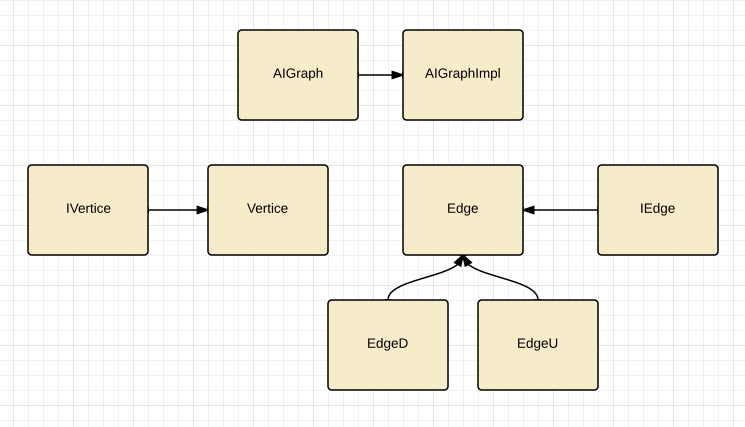 AIGraph
AIGraphImpl
IVertice
Vertice
Edge
IEdge
EdgeD
EdgeU